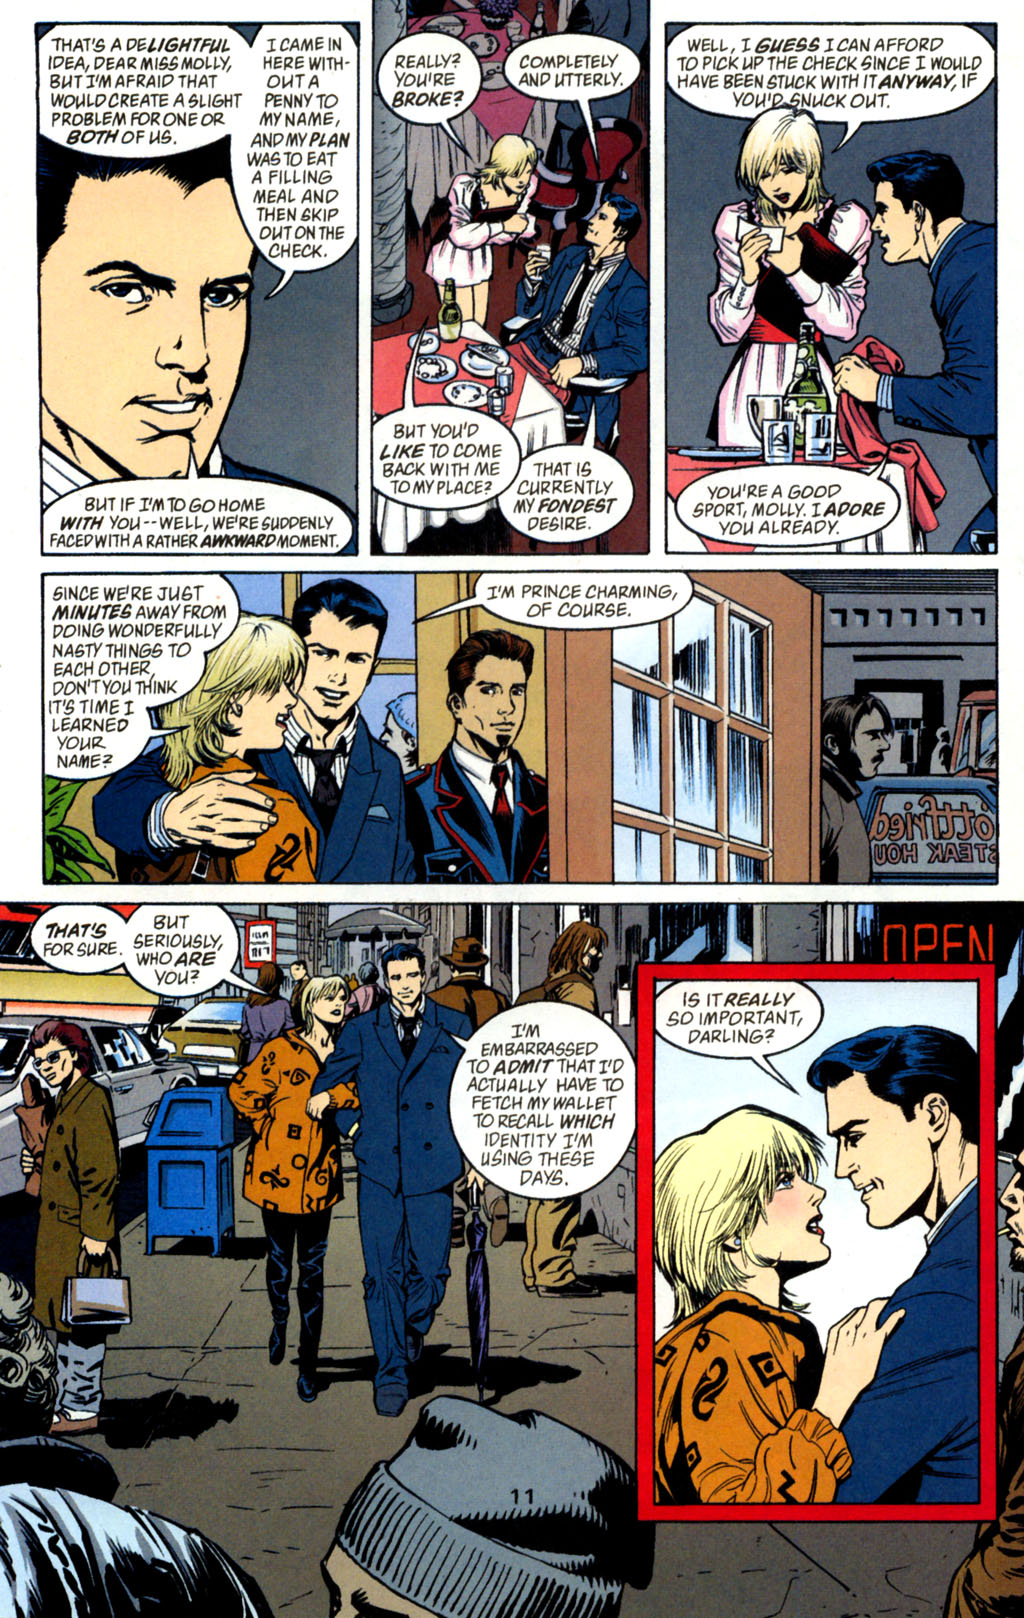 THAT'S A DELIGHTFUL
IDEA, DEAR MISS MOLLY,
BUT I'M AFRAID THAT
WOULD CREATE A SLIGHT
PROBLEM FOR ONE OR
BOTH OF US.
I CAME IN
HERE WITH-
OUT A
PENNY TO
MY NAME,
AND MY PLAN
WAS TO EAT
A FILLING
MEAL AND
THEN SKIP
OUT ON THE
CHECK.
BUT IF I'M TO GO HOME
WITH YOU--WELL, WE'RE SUDDENLY
FACED WITH A RATHER AWKWARD MOMENT.
REALLY?
YOU'RE
BROKE?
COMPLETELY
AND UTTERLY.
BUT YOU'D
LIKE TO COME
BACK WITH ME
TO MY PLACE?
THAT IS
CURRENTLY
MY FONDEST
DESIRE.
WELL, I GUESS I CAN AFFORD
TO PICK UP THE CHECK SINCE I WOULD
HAVE BEEN STUCK WITH IT ANYWAY, IF
YOU'D SNUCK OUT.
YOU'RE A GOOD
SPORT, MOLLY. I ADORE
YOU ALREADY.
SINCE WE'RE JUST
MINUTES AWAY FROM
DOING WONDERFULLY
NASTY THINGS TO
EACH OTHER,
DON'T YOU THINK
IT'S TIME I
LEARNED
YOUR
NAME?
I'M PRINCE CHARMING,
OF COURSE.
ottfried
STEAK HOU
THAT'S
FOR SURE.
BUT
SERIOUSLY,
WHO ARE
YOU?
I'M
EMBARRASSED
TO ADMIT THAT I'D
ACTUALLY HAVE TO
FETCH MY WALLET
TO RECALL WHICH
IDENTITY I'M
USING THESE
DAYS.
OPEN
IS IT REALLY
SO IMPORTANT,
DARLING?
11